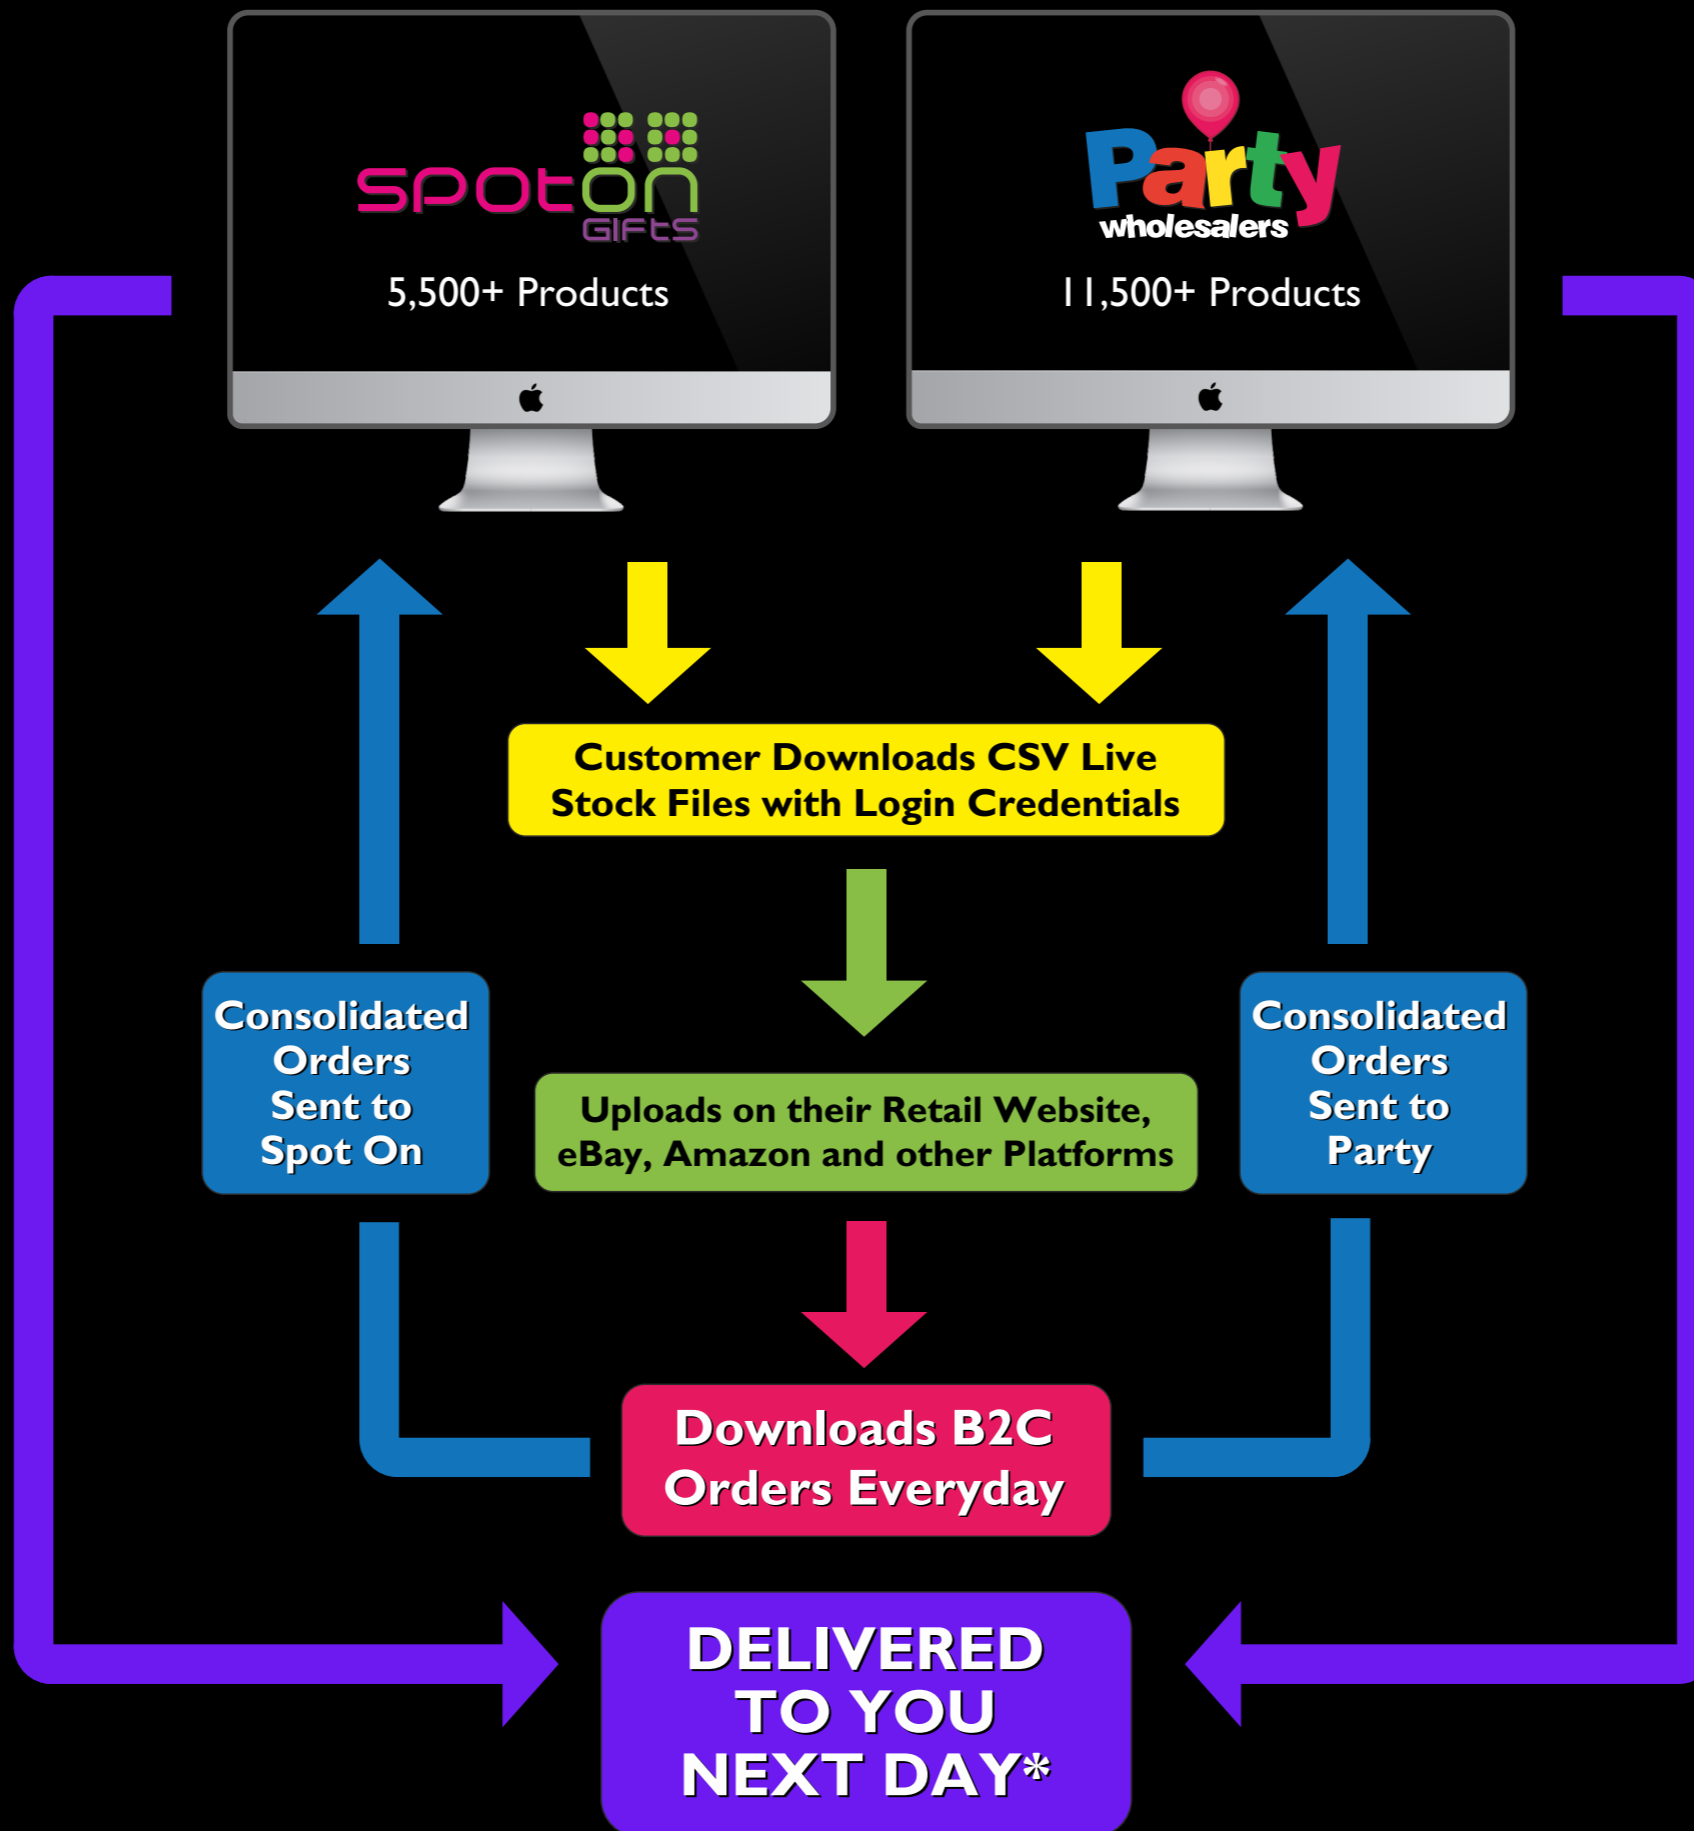 spoton
GIFTS
5,500+ Products
Party
wholesalers
11,500+ Products
Customer Downloads CSV Live
Stock Files with Login Credentials
Consolidated
Orders
Sent to
Spot On
Uploads on their Retail Website,
eBay, Amazon and other Platforms
Consolidated
Orders
Sent to
Party
Downloads B2C
Orders Everyday
DELIVERED
TO YOU
NEXT DAY*